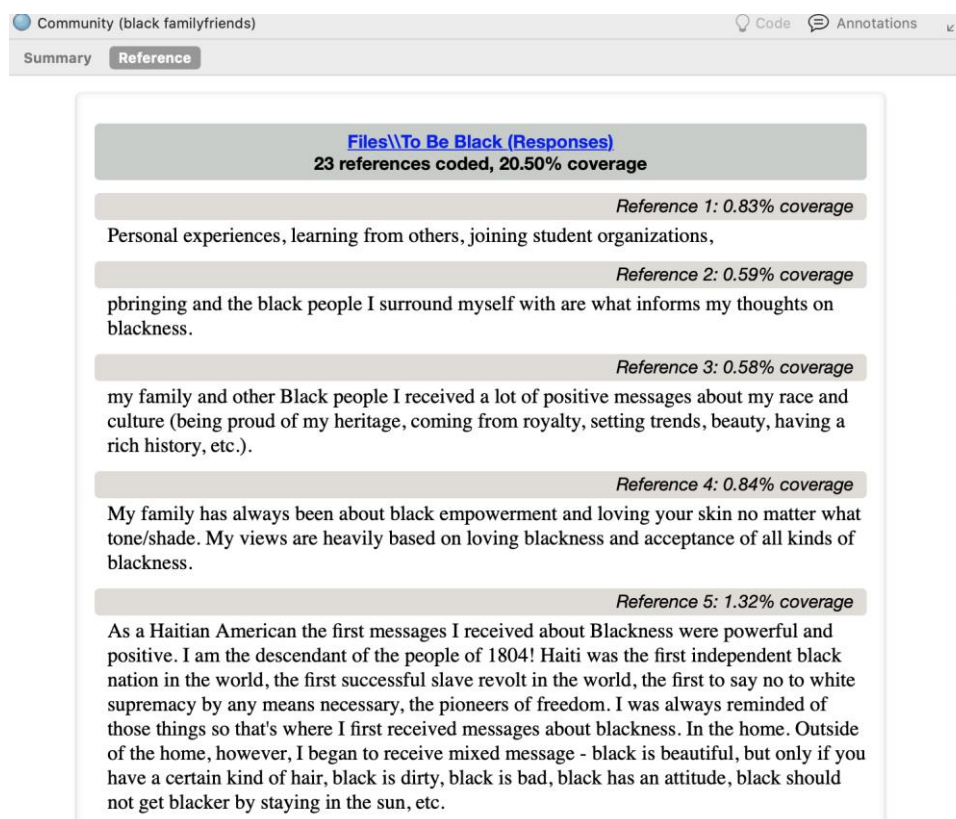 Community (black familyfriends)
Code
Annotations
Summary
Reference
Files\\To Be Black (Responses)
23 references coded, 20.50% coverage
Reference 1: 0.83% coverage
Personal experiences, learning from others, joining student organizations,
Reference 2: 0.59% coverage
pbringing and the black people I surround myself with are what informs my thoughts on
blackness.
Reference 3: 0.58% coverage
my family and other Black people I received a lot of positive messages about my race and
culture (being proud of my heritage, coming from royalty, setting trends, beauty, having a
rich history, etc.).
Reference 4: 0.84% coverage
My family has always been about black empowerment and loving your skin no matter what
tone/shade. My views are heavily based on loving blackness and acceptance of all kinds of
blackness.
Reference 5: 1.32% coverage
As a Haitian American the first messages I received about Blackness were powerful and
positive. I am the descendant of the people of 1804! Haiti was the first independent black
nation in the world, the first successful slave revolt in the world, the first to say no to white
supremacy by any means necessary, the pioneers of freedom. I was always reminded of
those things so that's where I first received messages about blackness. In the home. Outside
of the home, however, I began to receive mixed message - black is beautiful, but only if you
have a certain kind of hair, black is dirty, black is bad, black has an attitude, black should
not get blacker by staying in the sun, etc.